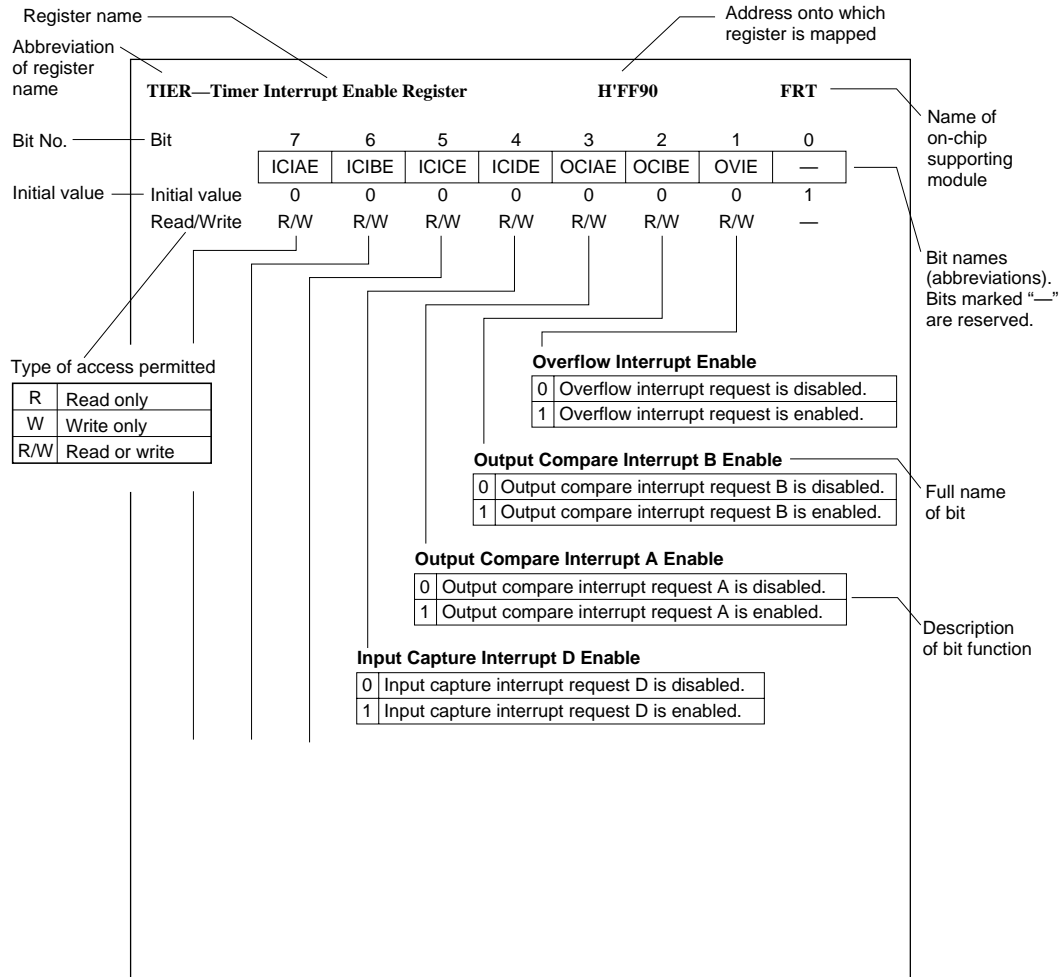 Register name
Address onto which
register is mapped
Abbreviation
of register
name
TIER—Timer Interrupt Enable Register H'FF90 FRT
Name of
on-chip
supporting
module
Bit No.
Bit 7 6 5 4 3 2 1 0
ICIAE ICIBE ICICE ICIDE OCIAE OCIBE OVIE —
Initial value
Initial value 0 0 0 0 0 0 0 1
Read/Write R/W R/W R/W R/W R/W R/W R/W —
Bit names
(abbreviations).
Bits marked “—”
are reserved.
Type of access permitted
R Read only
W Write only
R/W Read or write
Overflow Interrupt Enable
0 Overflow interrupt request is disabled.
1 Overflow interrupt request is enabled.
Output Compare Interrupt B Enable
0 Output compare interrupt request B is disabled.
1 Output compare interrupt request B is enabled.
Full name
of bit
Output Compare Interrupt A Enable
0 Output compare interrupt request A is disabled.
1 Output compare interrupt request A is enabled.
Description
of bit function
Input Capture Interrupt D Enable
0 Input capture interrupt request D is disabled.
1 Input capture interrupt request D is enabled.